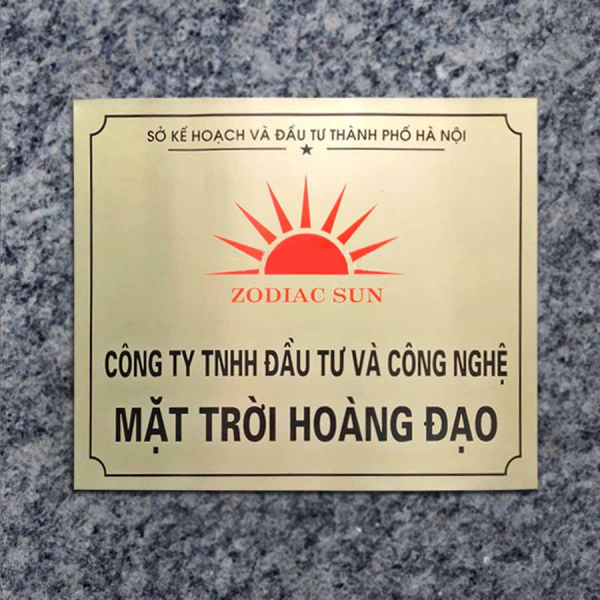 SỞ KẾ HOẠCH VÀ ĐẦU TƯ THÀNH PHỐ HÀ NỘI
ZODIAC SUN
CÔNG TY TNHH ĐẦU TƯ VÀ CÔNG NGHỆ
MẶT TRỜI HOÀNG ĐẠO